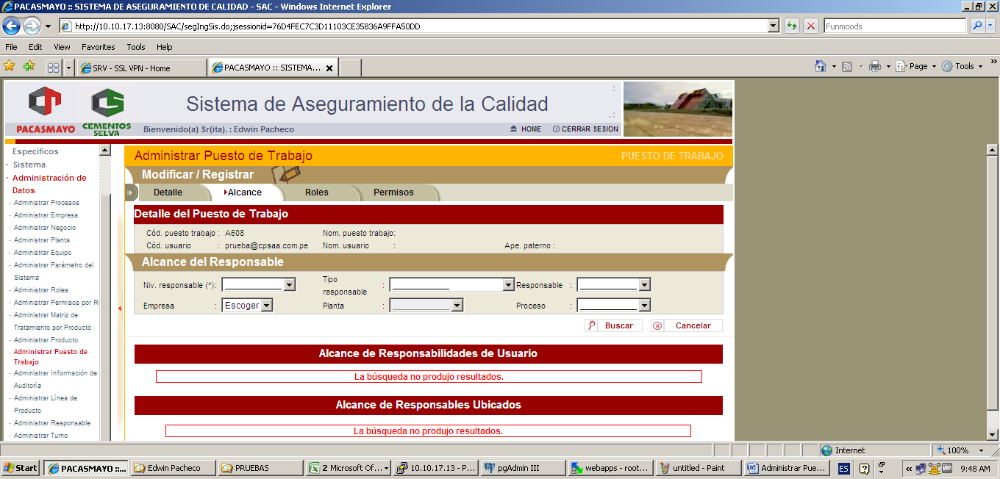 PACASMAYO :: SISTEMA DE ASEGURAMIENTO DE CALIDAD - SAC - Windows Internet Explorer
http://10.10.17.13:8080/SAC/segIngSis.do;jsessionid=76D4FEC7C3D11103CE35836A9FFA50DD
Funmoods
File Edit View Favorites Tools Help
SRV - SSL VPN - Home
PACASMAYO :: SISTEMA...
Page
Tools
PACASMAYO
CEMENTOS SELVA
Sistema de Aseguramiento de la Calidad
Bienvenido(a) Sr(ita). : Edwin Pacheco
HOME
CERRAR SESION
Específicos
Sistema
Administración de
Datos
Administrar Procesos
Administrar Empresa
Administrar Negocio
Administrar Planta
Administrar Equipo
Administrar Parámetro del
Sistema
Administrar Roles
Administrar Permisos por R
Administrar Matriz de
Tratamiento por Producto
Administrar Producto
Administrar Puesto de
Trabajo
Administrar Información de
Auditoría
Administrar Línea de
Producto
Administrar Responsable
Administrar Turno
Administrar Puesto de Trabajo
PUESTO DE TRABAJO
Modificar / Registrar
Detalle
Alcance
Roles
Permisos
Detalle del Puesto de Trabajo
Cód. puesto trabajo : A608 Nom. puesto trabajo:
Cód. usuario : prueba@cpsaa.com.pe Nom. usuario : Ape. paterno :
Alcance del Responsable
Niv. responsable (*): Tipo responsable : Responsable :
Empresa : Escoger Planta : Proceso :
Buscar
Cancelar
Alcance de Responsabilidades de Usuario
La búsqueda no produjo resultados.
Alcance de Responsables Ubicados
La búsqueda no produjo resultados.
Internet
100%
Start
PACASMAYO ::...
Edwin Pacheco
PRUEBAS
2 Microsoft Of...
10.10.17.13 - P...
pgAdmin III
webapps - root...
untitled - Paint
Administrar Pue...
ES
9:48 AM